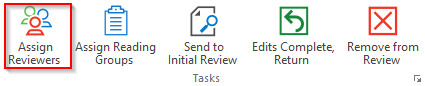 Assign Reviewers
Assign Reading Groups
Send to Initial Review
Edits Complete, Return
Remove from Review
Tasks